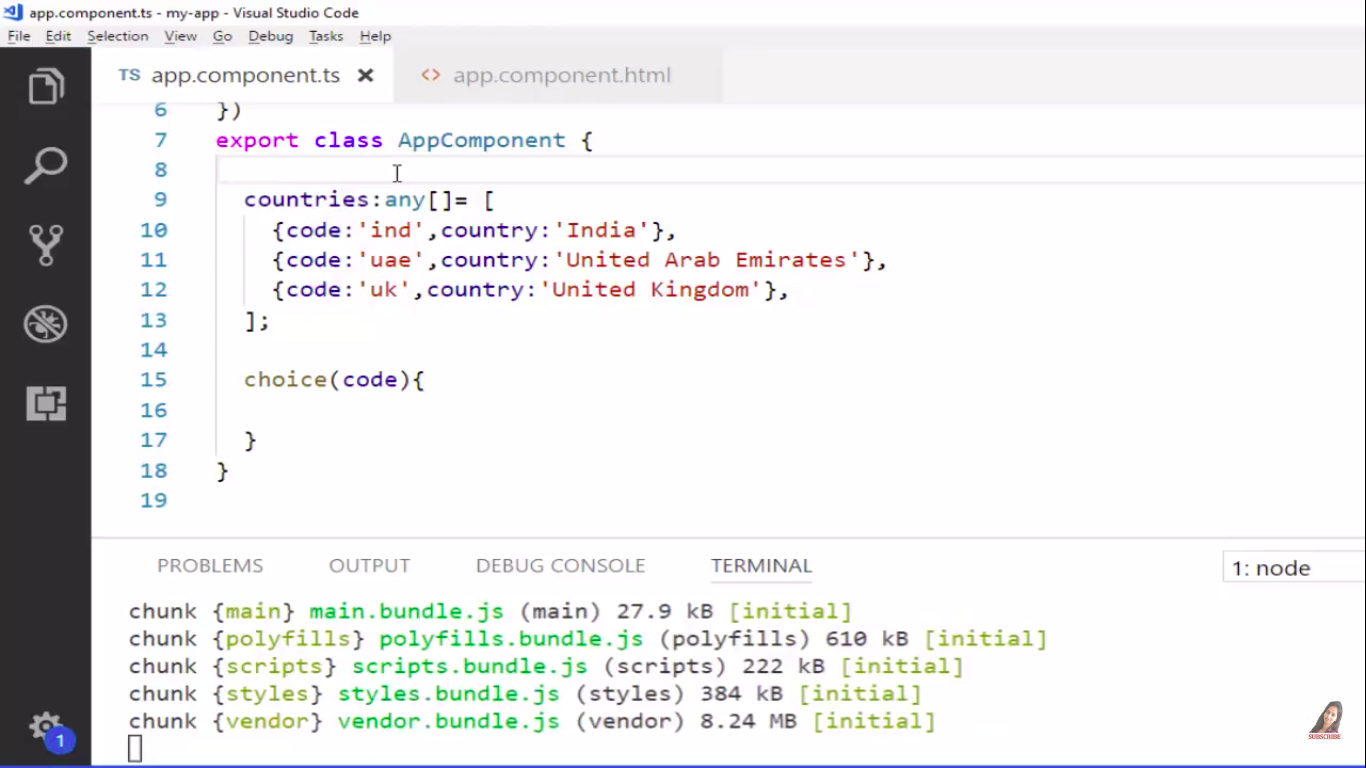 app.component.ts - my-app - Visual Studio Code
File Edit Selection View Go Debug Tasks Help
TS app.component.ts × <> app.component.html
6 })
7 export class AppComponent {
8
9 countries:any[]= [
10 {code:'ind',country:'India'},
11 {code:'uae',country:'United Arab Emirates'},
12 {code:'uk',country:'United Kingdom'},
13 ];
14
15 choice(code){
16
17 }
18 }
19
PROBLEMS OUTPUT DEBUG CONSOLE TERMINAL 1: node
chunk {main} main.bundle.js (main) 27.9 kB [initial]
chunk {polyfills} polyfills.bundle.js (polyfills) 610 kB [initial]
chunk {scripts} scripts.bundle.js (scripts) 222 kB [initial]
chunk {styles} styles.bundle.js (styles) 384 kB [initial]
chunk {vendor} vendor.bundle.js (vendor) 8.24 MB [initial]
1
SUBSCRIBE